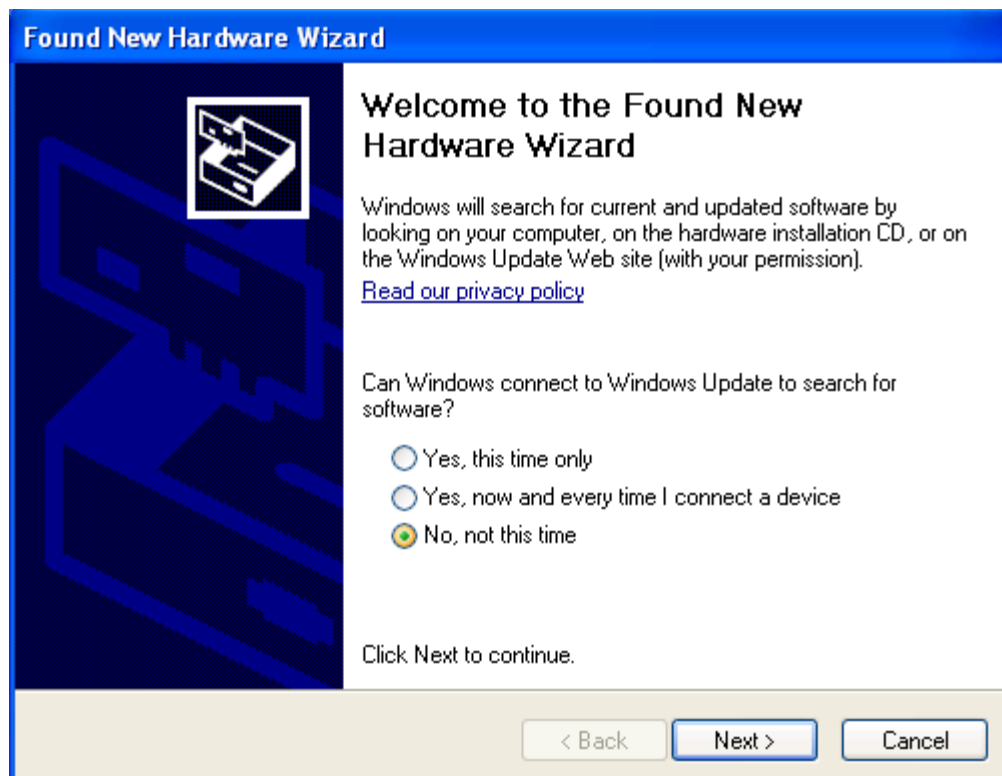 Found New Hardware Wizard
Welcome to the Found New
Hardware Wizard
Windows will search for current and updated software by
looking on your computer, on the hardware installation CD, or on
the Windows Update Web site (with your permission).
Read our privacy policy
Can Windows connect to Windows Update to search for
software?
Yes, this time only
Yes, now and every time I connect a device
No, not this time
Click Next to continue.
< Back Next > Cancel